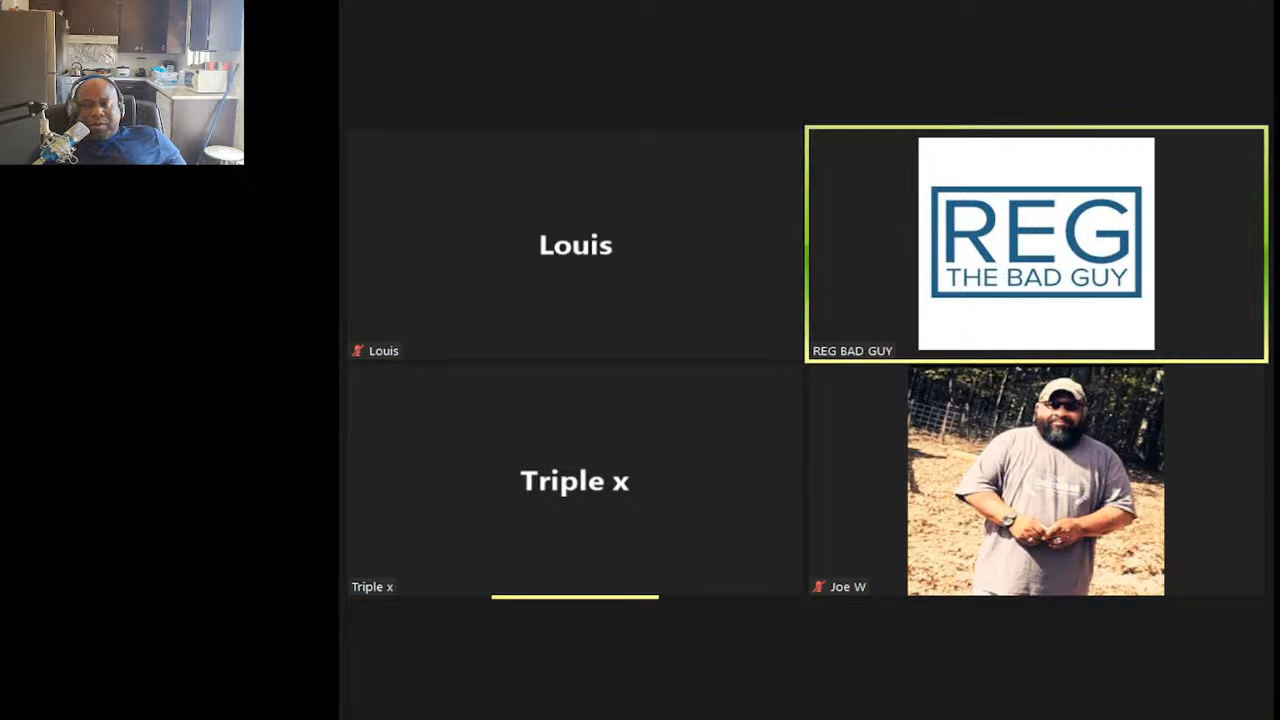 Louis
Louis
REG
THE BAD GUY
REG BAD GUY
Triple x
Triple x
Joe W